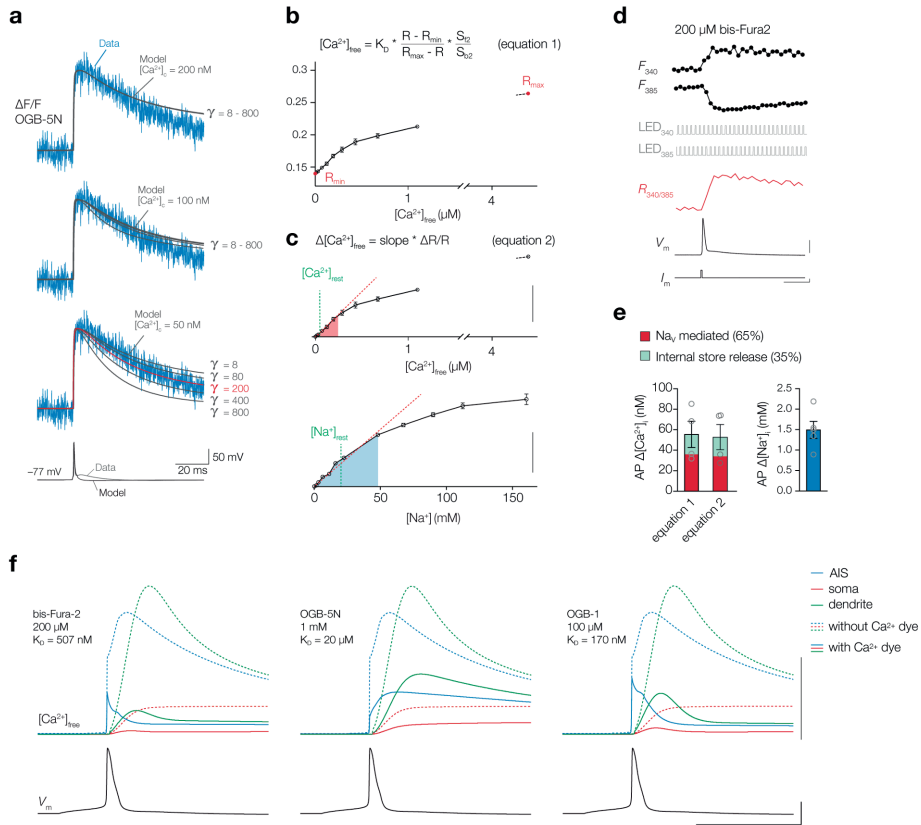 a
Data
Model
[Ca²⁺]c = 200 nM
ΔF/F
OGB-5N
γ = 8 - 800
Model
[Ca²⁺]c = 100 nM
γ = 8 - 800
Model
[Ca²⁺]c = 50 nM
γ = 8
γ = 80
γ = 200
γ = 400
γ = 800
50 mV
20 ms
−77 mV
Data
Model
b
[Ca²⁺]free = KD * (R - Rmin)/(Rmax - R) * Sf2/Sb2 (equation 1)
0.30
0.25
0.20
0.15
Rmax
Rmin
0 1 4
[Ca²⁺]free (μM)
c
Δ[Ca²⁺]free = slope * ΔR/R (equation 2)
[Ca²⁺]rest
0 1 4
[Ca²⁺]free (μM)
[Na⁺]rest
0 50 100 150
[Na⁺] (mM)
d
200 μM bis-Fura2
F340
F385
LED340
LED385
R340/385
Vm
Im
e
NaV mediated (65%)
Internal store release (35%)
AP Δ[Ca²⁺]i (nM)
100
80
60
40
20
0
equation 1
equation 2
AP Δ[Na⁺]i (mM)
2.5
2.0
1.5
1.0
0.5
0
f
bis-Fura-2
200 μM
KD = 507 nM
OGB-5N
1 mM
KD = 20 μM
OGB-1
100 μM
KD = 170 nM
AIS
soma
dendrite
without Ca²⁺ dye
with Ca²⁺ dye
[Ca²⁺]free
Vm